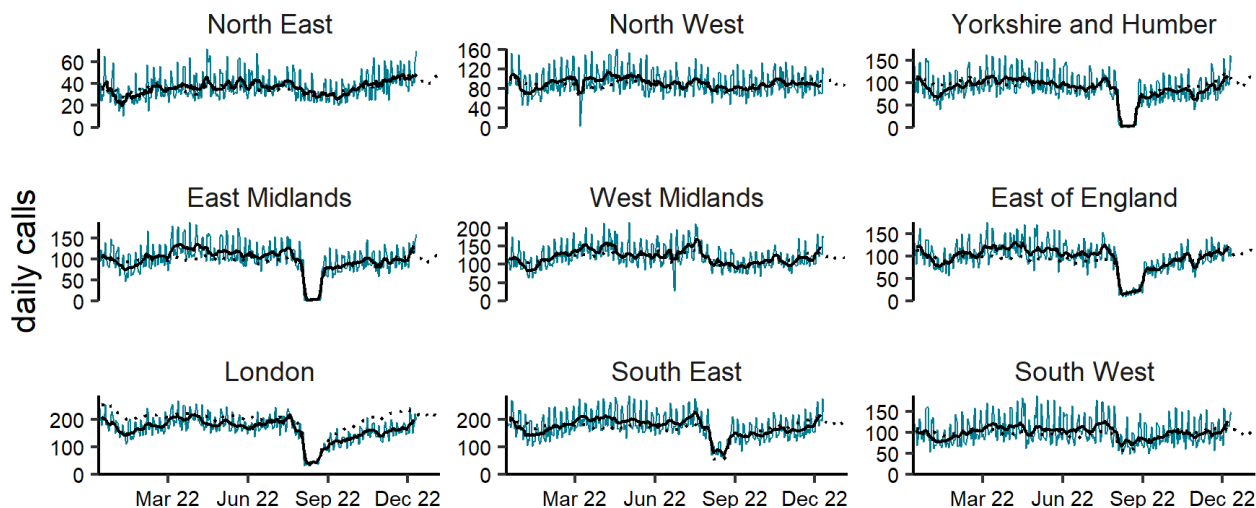 North East
North West
Yorkshire and Humber
60
40
20
0
160
120
80
40
0
150
100
50
0
daily calls
East Midlands
West Midlands
East of England
150
100
50
0
200
150
100
50
0
150
100
50
0
London
South East
South West
200
100
0
200
100
0
150
100
50
0
Mar 22 Jun 22 Sep 22 Dec 22
Mar 22 Jun 22 Sep 22 Dec 22
Mar 22 Jun 22 Sep 22 Dec 22